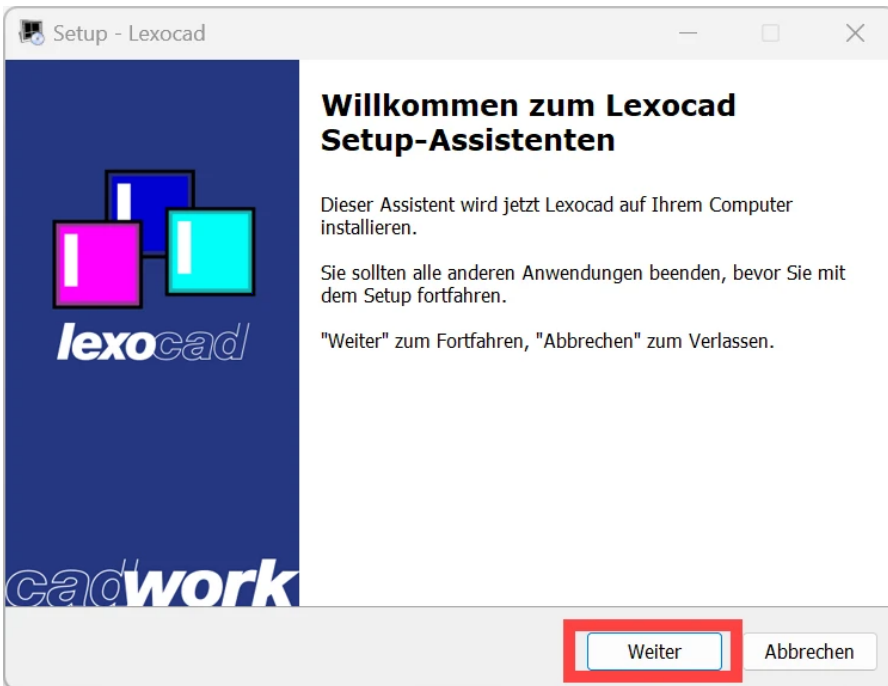 Setup - Lexocad
Willkommen zum Lexocad
Setup-Assistenten
Dieser Assistent wird jetzt Lexocad auf Ihrem Computer
installieren.
Sie sollten alle anderen Anwendungen beenden, bevor Sie mit
dem Setup fortfahren.
"Weiter" zum Fortfahren, "Abbrechen" zum Verlassen.
lexocad
cadwork
Weiter
Abbrechen